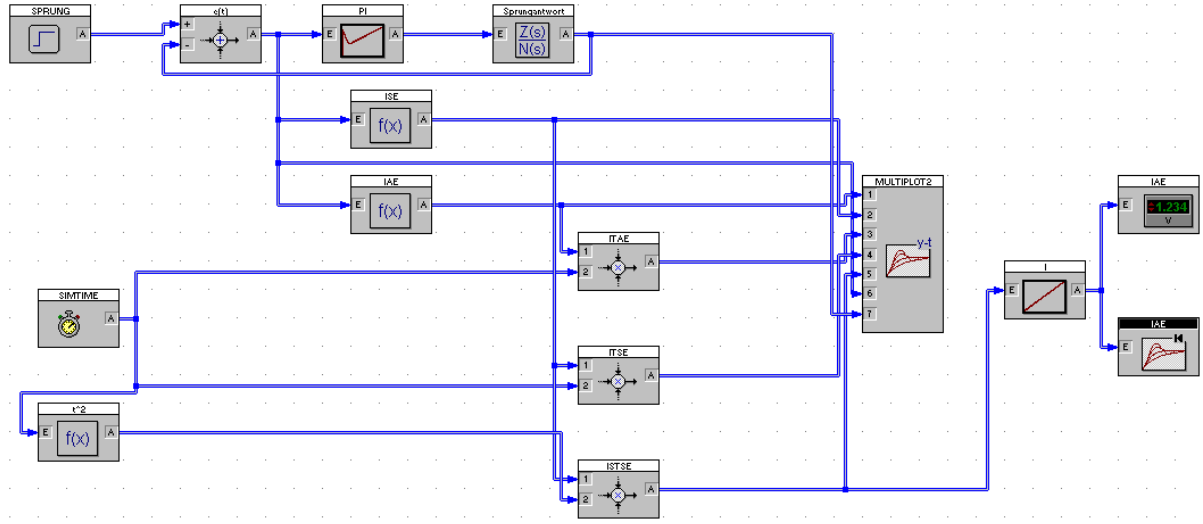 SPRUNG
A
e(t)
+
-
A
PI
E
A
Sprungantwort
E
Z(s)
N(s)
A
ISE
E
f(x)
A
IAE
E
f(x)
A
MULTIPLOT2
1
2
3
4
5
6
7
y-t
ITAE
1
2
A
SIMTIME
A
ITSE
1
2
A
t^2
E
f(x)
A
ISTSE
1
2
A
I
E
A
IAE
E
1.234
V
IAE
E